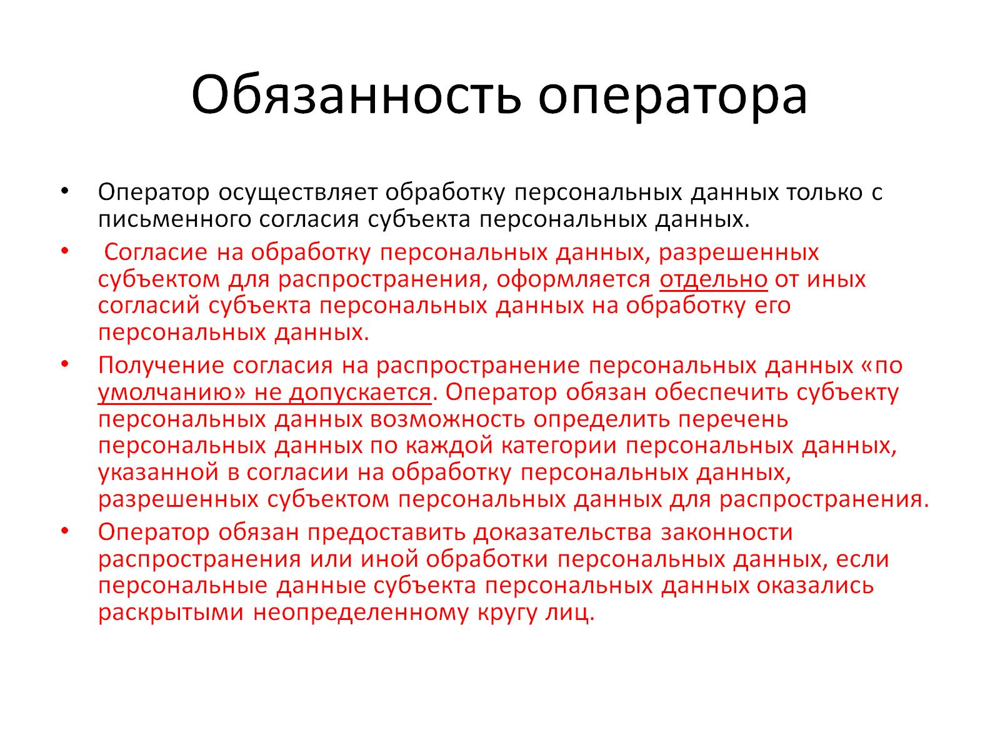 Обязанность оператора
• Оператор осуществляет обработку персональных данных только с
письменного согласия субъекта персональных данных.
• Согласие на обработку персональных данных, разрешенных
субъектом для распространения, оформляется отдельно от иных
согласий субъекта персональных данных на обработку его
персональных данных.
• Получение согласия на распространение персональных данных «по
умолчанию» не допускается. Оператор обязан обеспечить субъекту
персональных данных возможность определить перечень
персональных данных по каждой категории персональных данных,
указанной в согласии на обработку персональных данных,
разрешенных субъектом персональных данных для распространения.
• Оператор обязан предоставить доказательства законности
распространения или иной обработки персональных данных, если
персональные данные субъекта персональных данных оказались
раскрытыми неопределенному кругу лиц.